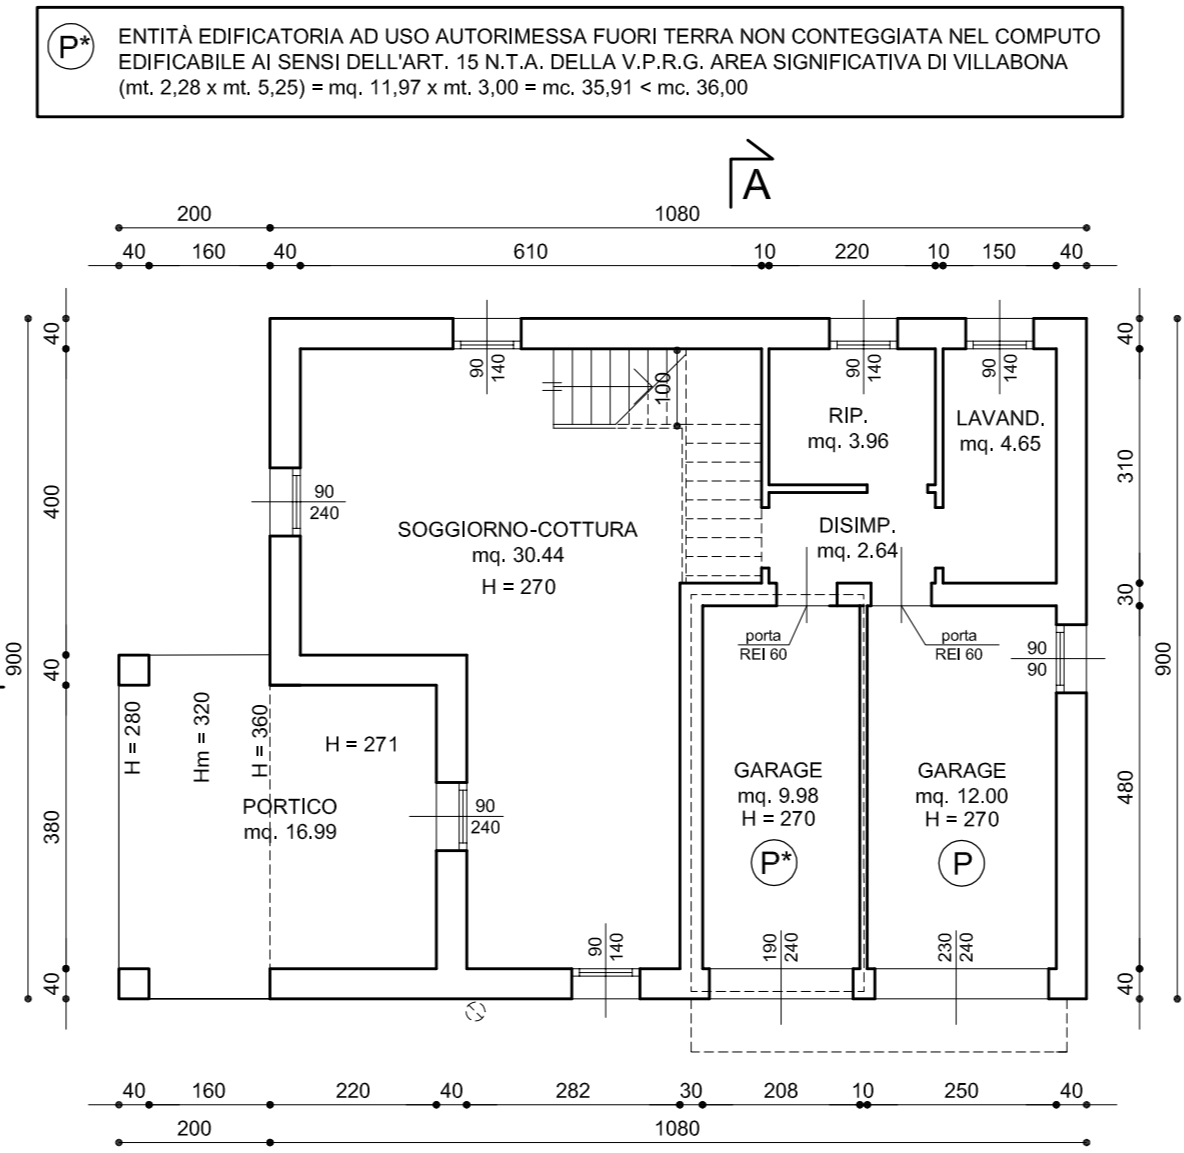 P* ENTITÀ EDIFICATORIA AD USO AUTORIMESSA FUORI TERRA NON CONTEGGIATA NEL COMPUTO
EDIFICABILE AI SENSI DELL'ART. 15 N.T.A. DELLA V.P.R.G. AREA SIGNIFICATIVA DI VILLABONA
(mt. 2,28 x mt. 5,25) = mq. 11,97 x mt. 3,00 = mc. 35,91 < mc. 36,00
A
200 1080
40 160 40 610 10 220 10 150 40
40 40
90 140 90 140 90 140
100
RIP.
mq. 3.96
LAVAND.
mq. 4.65
400 310
90
240
SOGGIORNO-COTTURA
mq. 30.44
H = 270
DISIMP.
mq. 2.64
30
porta
REI 60
porta
REI 60
90
90
900 40 900
H = 280
Hm = 320
H = 360
H = 271
PORTICO
mq. 16.99
90
240
GARAGE
mq. 9.98
H = 270
P*
GARAGE
mq. 12.00
H = 270
P
380 480
90 140 190 240 230 240
40 40
40 160 220 40 282 30 208 10 250 40
200 1080